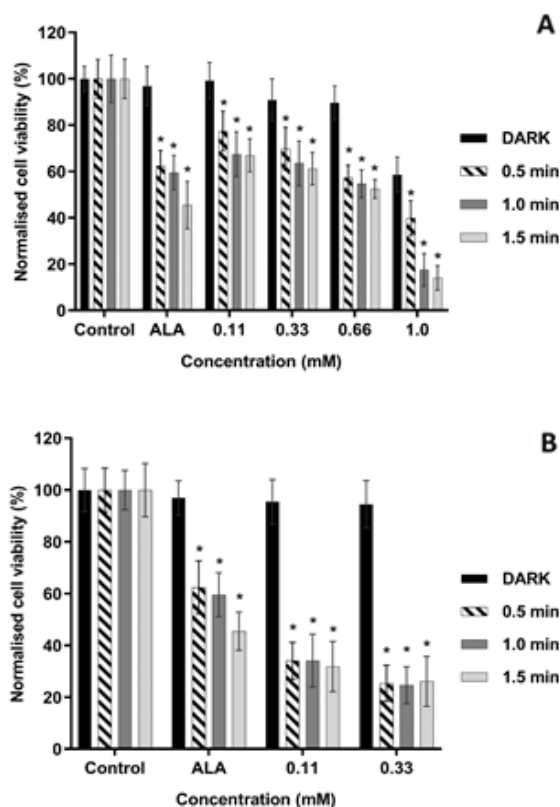 A
Normalised cell viability (%)
120
100
80
60
40
20
0
* * * * * * * * * * * * * * *
Control ALA 0.11 0.33 0.66 1.0
Concentration (mM)
DARK
0.5 min
1.0 min
1.5 min
B
Normalised cell viability (%)
120
100
80
60
40
20
0
* * * * * * * * *
Control ALA 0.11 0.33
Concentration (mM)
DARK
0.5 min
1.0 min
1.5 min